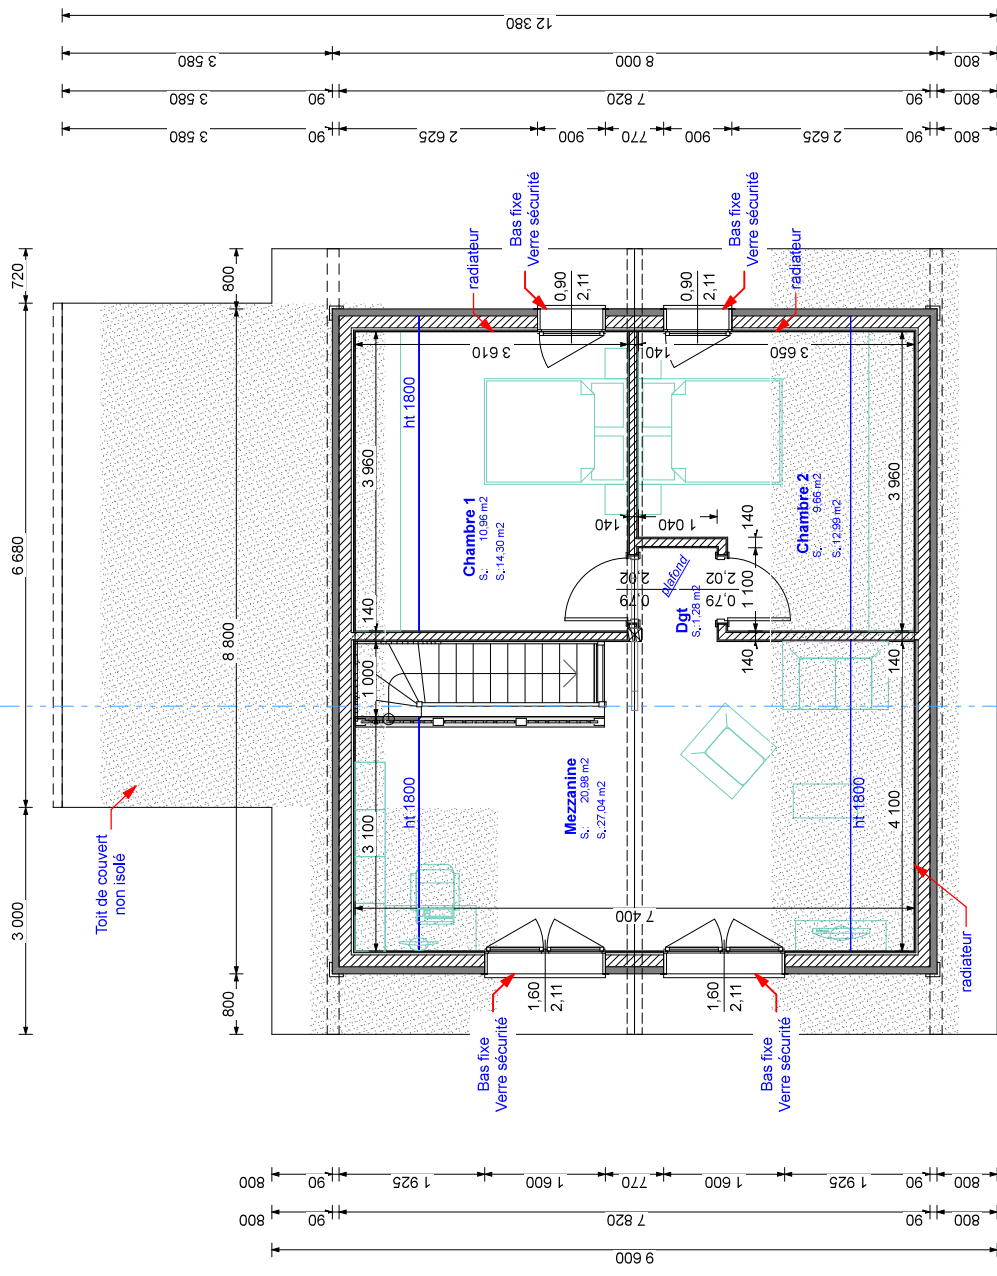 12 380
3 580
8 000
800
3 580
90
7 820
90
800
3 580
90
2 625
900
770
900
2 625
90
800
720
6 680
3 000
800
8 800
800
radiateur
Bas fixe
Verre sécurité
0,90
2,11
Bas fixe
Verre sécurité
0,90
2,11
radiateur
3 610
140
3 650
ht 1800
3 960
140
Chambre 1
S.: 10,96 m2
S.:14,30 m2
140
1 040
140
Chambre 2
S.: 9,66 m2
S.:12,99 m2
3 960
plafond
2,02
0,79
2,02
0,79
1 100
140
Dgt
S.:1,28 m2
140
1 000
3 100
ht 1800
Mezzanine
S.: 20,98 m2
S.:27,04 m2
ht 1800
4 100
7 400
Toit de couvert
non isolé
1,60
2,11
Bas fixe
Verre sécurité
1,60
2,11
Bas fixe
Verre sécurité
radiateur
800
90
1 925
1 600
770
1 600
1 925
90
800
800
90
7 820
90
800
9 600